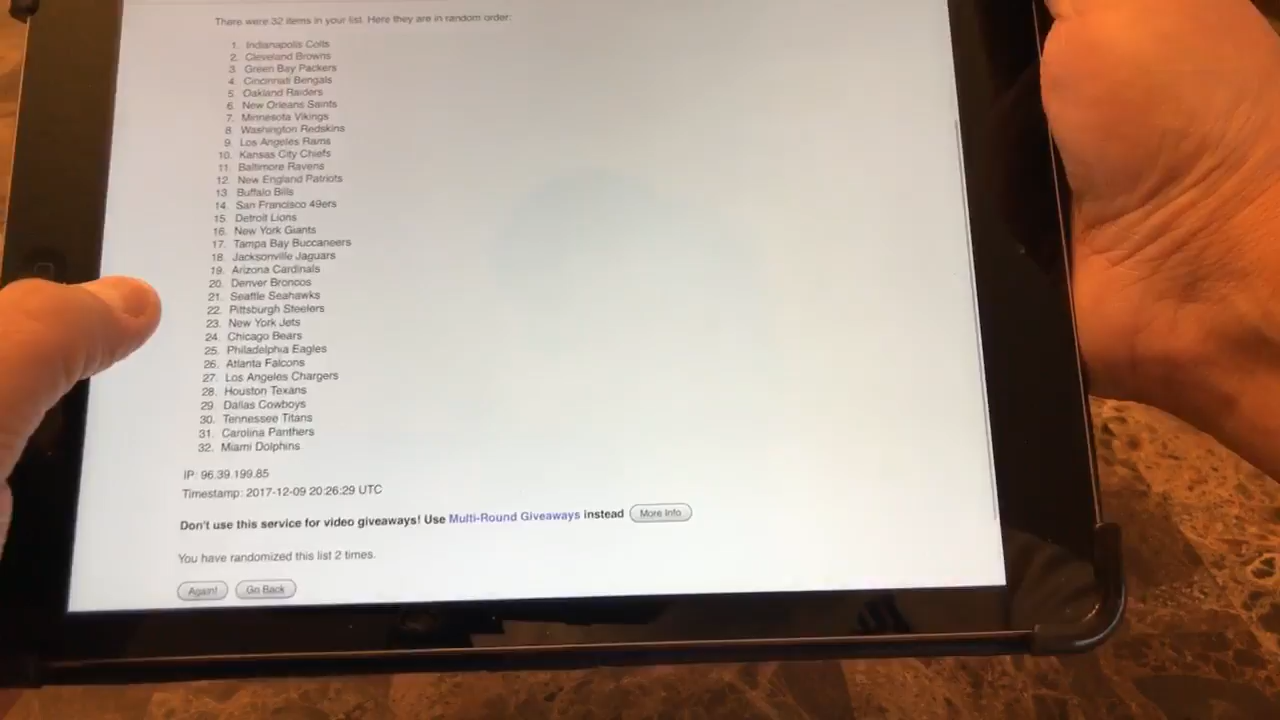 There were 32 items in your list. Here they are in random order:
1. Indianapolis Colts
2. Cleveland Browns
3. Green Bay Packers
4. Cincinnati Bengals
5. Oakland Raiders
6. New Orleans Saints
7. Minnesota Vikings
8. Washington Redskins
9. Los Angeles Rams
10. Kansas City Chiefs
11. Baltimore Ravens
12. New England Patriots
13. Buffalo Bills
14. San Francisco 49ers
15. Detroit Lions
16. New York Giants
17. Tampa Bay Buccaneers
18. Jacksonville Jaguars
19. Arizona Cardinals
20. Denver Broncos
21. Seattle Seahawks
22. Pittsburgh Steelers
23. New York Jets
24. Chicago Bears
25. Philadelphia Eagles
26. Atlanta Falcons
27. Los Angeles Chargers
28. Houston Texans
29. Dallas Cowboys
30. Tennessee Titans
31. Carolina Panthers
32. Miami Dolphins
IP: 96.39.199.85
Timestamp: 2017-12-09 20:26:29 UTC
Don't use this service for video giveaways! Use Multi-Round Giveaways instead More Info
You have randomized this list 2 times.
Again! Go Back